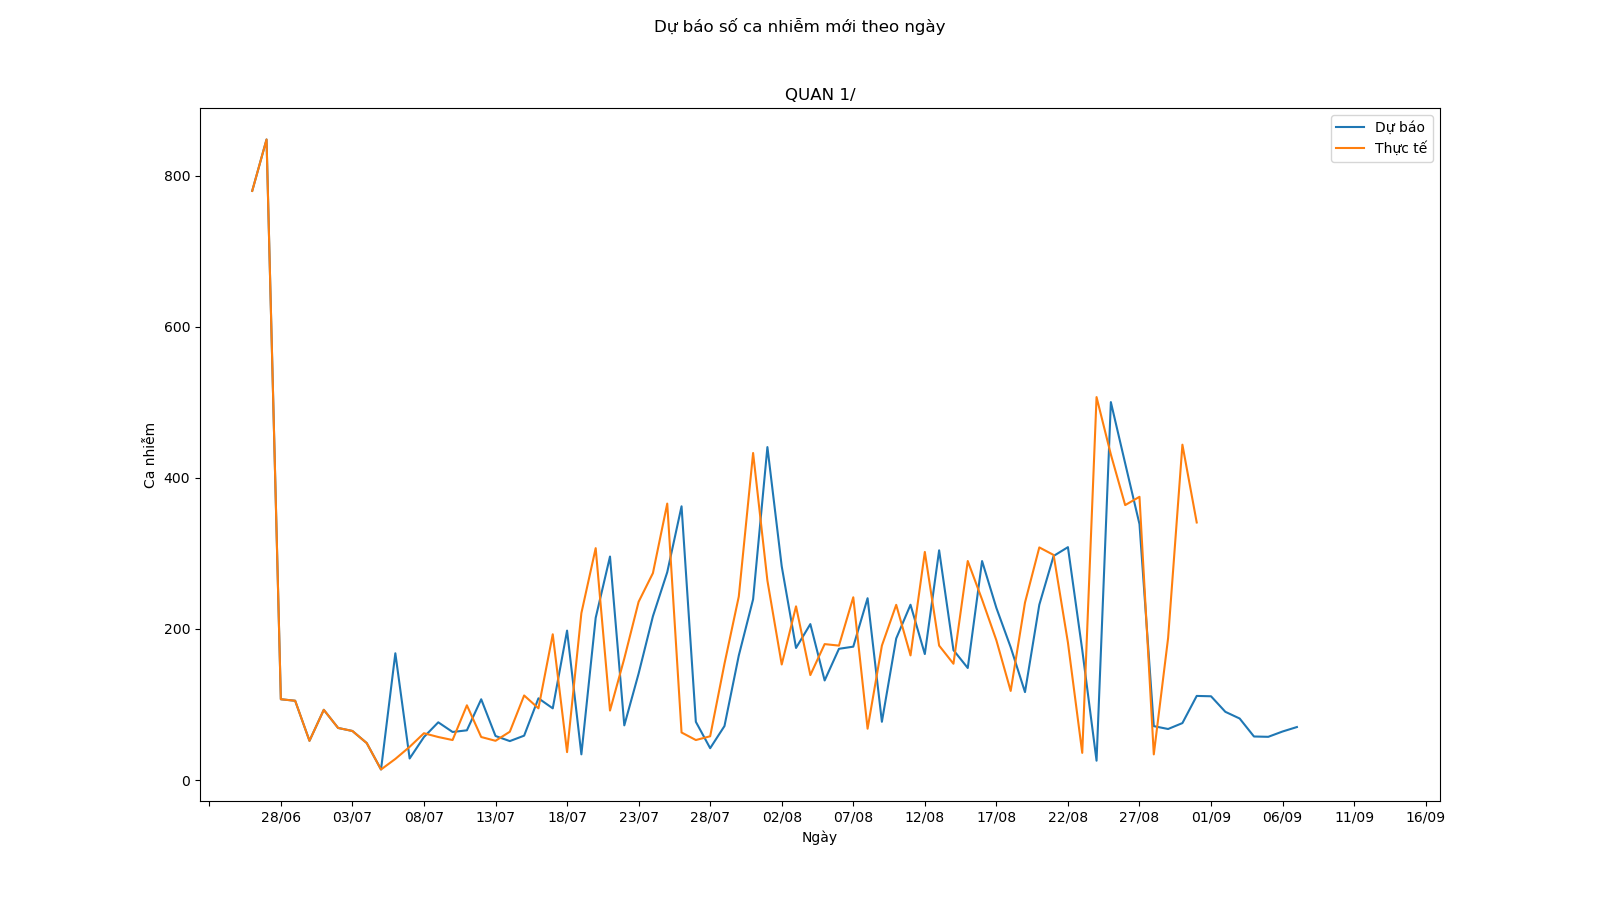 Dự báo số ca nhiễm mới theo ngày
QUAN 1/
Dự báo
Thực tế
800
600
400
200
0
Ca nhiễm
28/06 03/07 08/07 13/07 18/07 23/07 28/07 02/08 07/08 12/08 17/08 22/08 27/08 01/09 06/09 11/09 16/09
Ngày